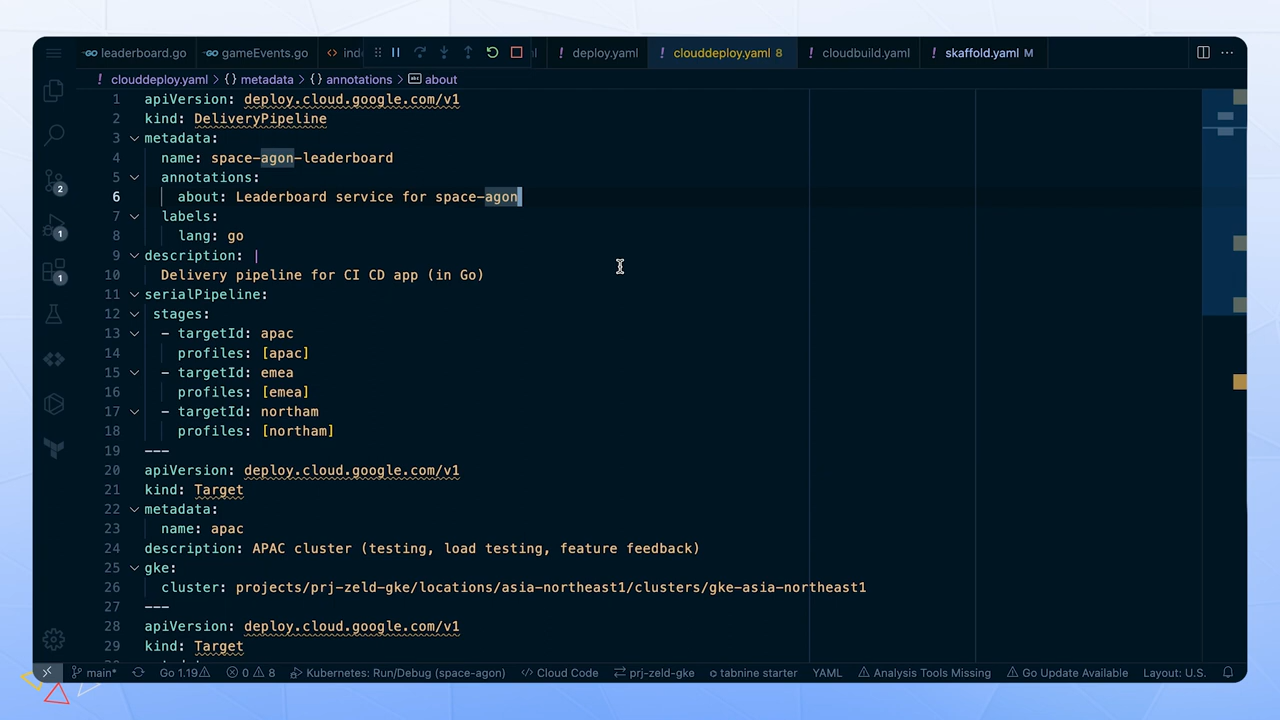 leaderboard.go gameEvents.go deploy.yaml clouddeploy.yaml 8 cloudbuild.yaml skaffold.yaml M
clouddeploy.yaml > {} metadata > {} annotations > abc about
1 apiVersion: deploy.cloud.google.com/v1
2 kind: DeliveryPipeline
3 metadata:
4 name: space-agon-leaderboard
5 annotations:
6 about: Leaderboard service for space-agon
7 labels:
8 lang: go
9 description: |
10 Delivery pipeline for CI CD app (in Go)
11 serialPipeline:
12 stages:
13 - targetId: apac
14 profiles: [apac]
15 - targetId: emea
16 profiles: [emea]
17 - targetId: northam
18 profiles: [northam]
19 ---
20 apiVersion: deploy.cloud.google.com/v1
21 kind: Target
22 metadata:
23 name: apac
24 description: APAC cluster (testing, load testing, feature feedback)
25 gke:
26 cluster: projects/prj-zeld-gke/locations/asia-northeast1/clusters/gke-asia-northeast1
27 ---
28 apiVersion: deploy.cloud.google.com/v1
29 kind: Target
2
1
1
main* Go 1.19 0 8 Kubernetes: Run/Debug (space-agon) Cloud Code prj-zeld-gke tabnine starter YAML Analysis Tools Missing Go Update Available Layout: U.S.